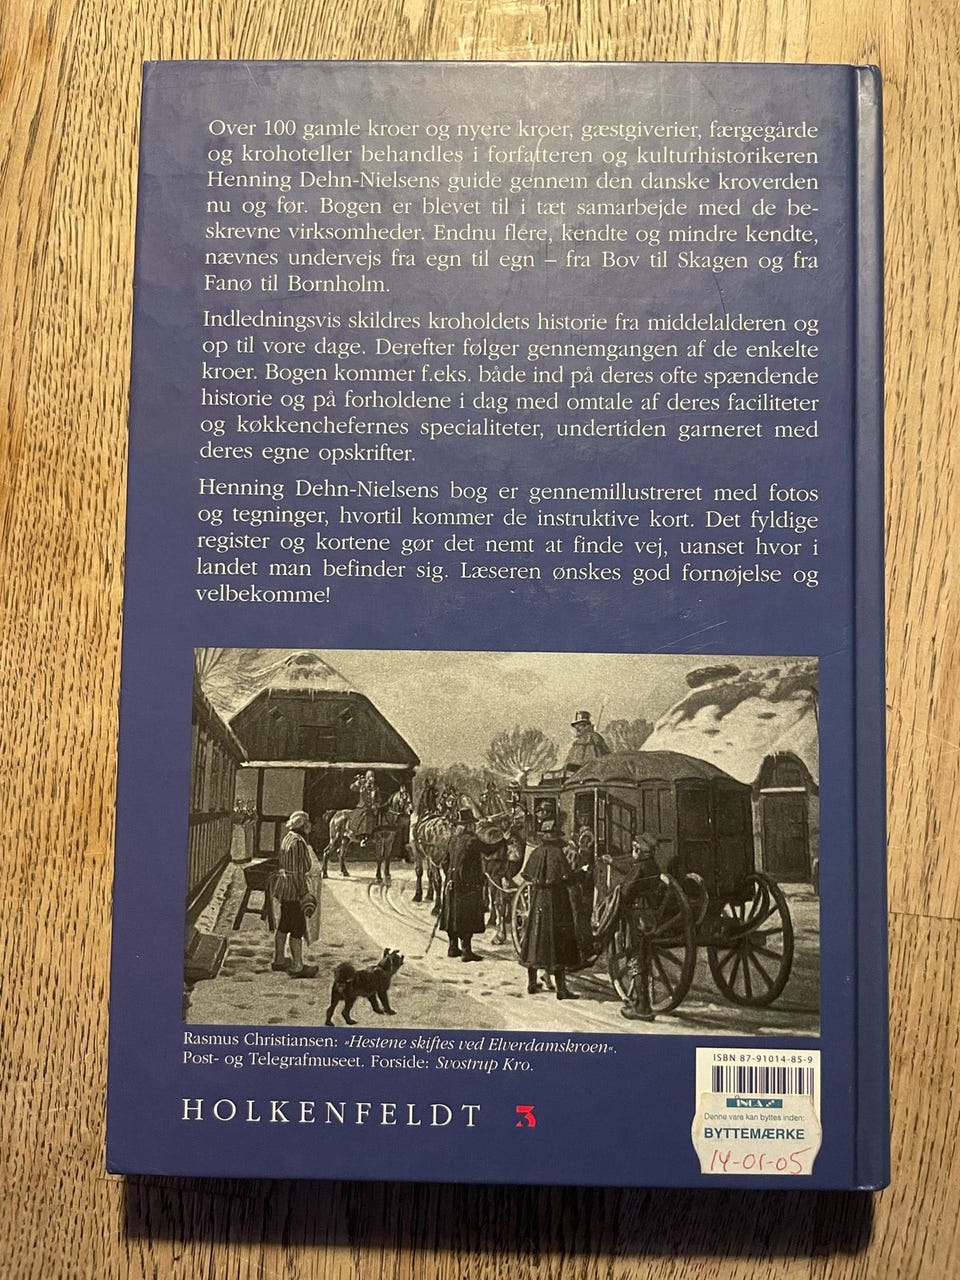 Over 100 gamle kroer og nyere kroer, gæstgiverier, færgegårde
og krohoteller behandles i forfatteren og kulturhistorikeren
Henning Dehn-Nielsens guide gennem den danske kroverden
nu og før. Bogen er blevet til i tæt samarbejde med de be-
skrevne virksomheder. Endnu flere, kendte og mindre kendte,
nævnes undervejs fra egn til egn – fra Bov til Skagen og fra
Fanø til Bornholm.
Indledningsvis skildres kroholdets historie fra middelalderen og
op til vore dage. Derefter følger gennemgangen af de enkelte
kroer. Bogen kommer f.eks. både ind på deres ofte spændende
historie og på forholdene i dag med omtale af deres faciliteter
og køkkenchefernes specialiteter, undertiden garneret med
deres egne opskrifter.
Henning Dehn-Nielsens bog er gennemillustreret med fotos
og tegninger, hvortil kommer de instruktive kort. Det fyldige
register og kortene gør det nemt at finde vej, uanset hvor i
landet man befinder sig. Læseren ønskes god fornøjelse og
velbekomme!
Rasmus Christiansen: »Hestene skiftes ved Elverdamskroen«.
Post- og Telegrafmuseet. Forside: Svostrup Kro.
HOLKENFELDT 3
ISBN 87-91014-85-9
INCA
Denne vare kan byttes inden:
BYTTEMÆRKE
14-01-05